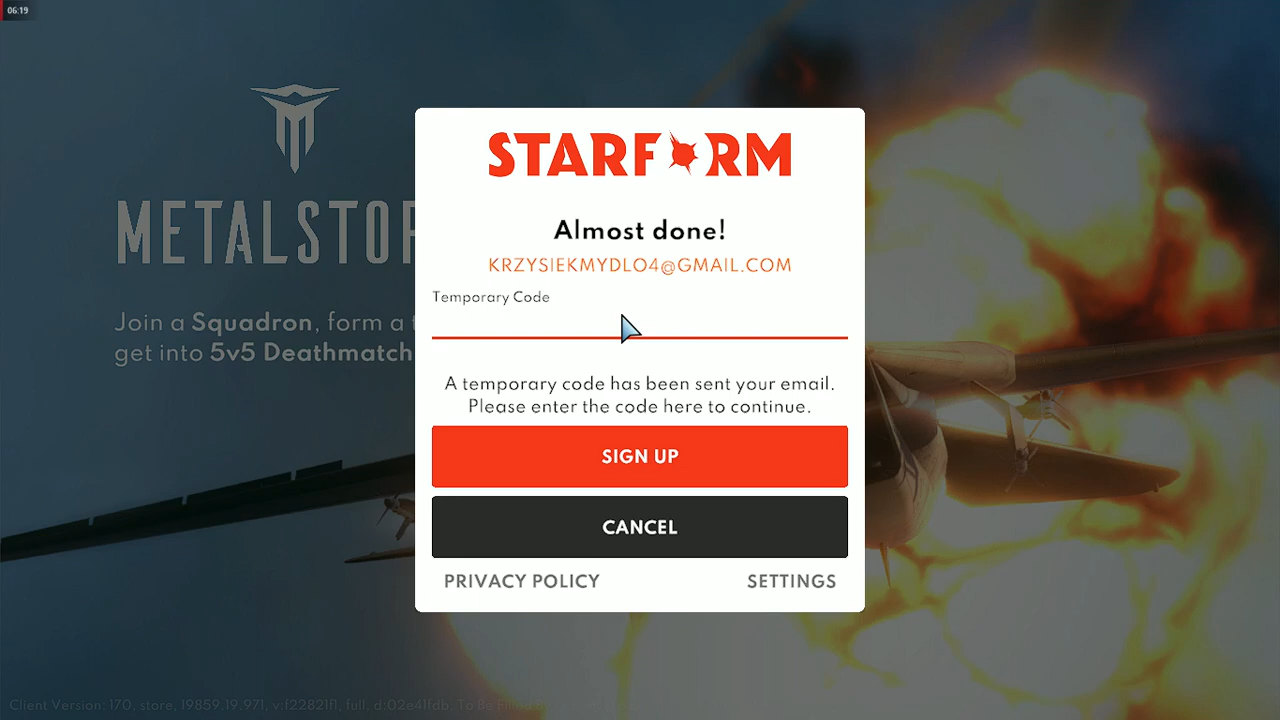 06:19
STARFORM
METALSTOR
Join a Squadron, form a t
get into 5v5 Deathmatch
Almost done!
KRZYSIEKMYDLO4@GMAIL.COM
Temporary Code
A temporary code has been sent your email.
Please enter the code here to continue.
SIGN UP
CANCEL
PRIVACY POLICY
SETTINGS
Client Version: 170, store, 19859.19.971, v:f22821f1, full, d:02e41fdb, To Be